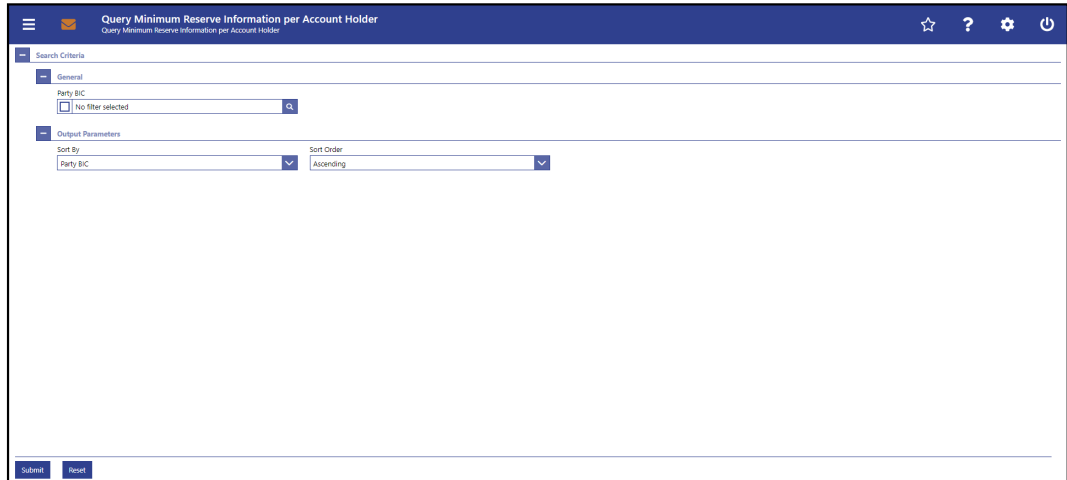 Query Minimum Reserve Information per Account Holder
Query Minimum Reserve Information per Account Holder
Search Criteria
General
Party BIC
No filter selected
Output Parameters
Sort By Sort Order
Party BIC Ascending
Submit Reset